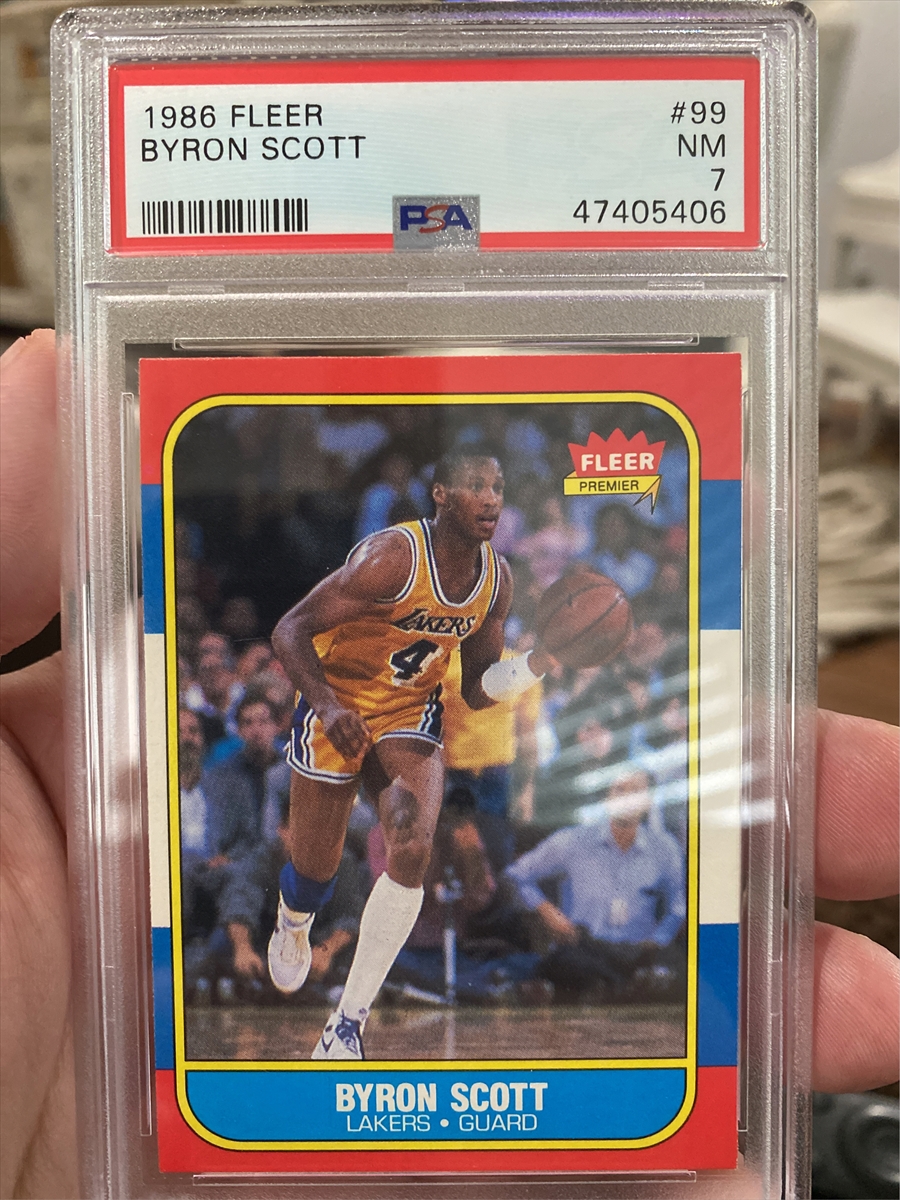 1986 FLEER #99
BYRON SCOTT NM
7
PSA 47405406
FLEER
PREMIER
LAKERS
4
BYRON SCOTT
LAKERS • GUARD